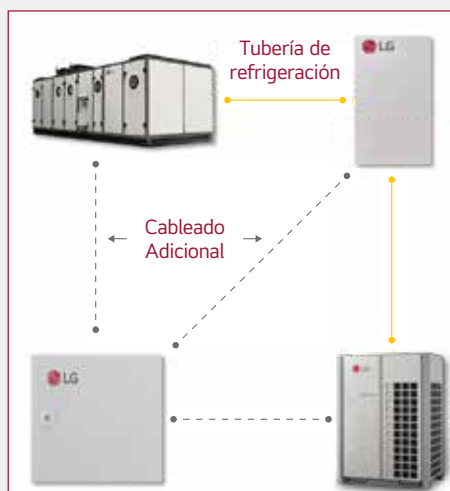 Tubería de
refrigeración
LG
Cableado
Adicional
LG
LG